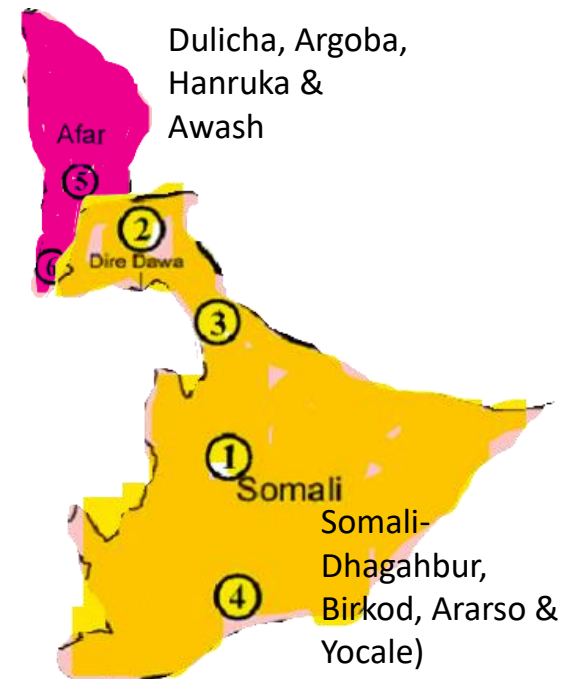 Dulicha, Argoba,
Hanruka &
Awash
Afar
5
2
6
Dire Dawa
3
1
Somali
Somali-
Dhagahbur,
Birkod, Ararso &
Yocale)
4